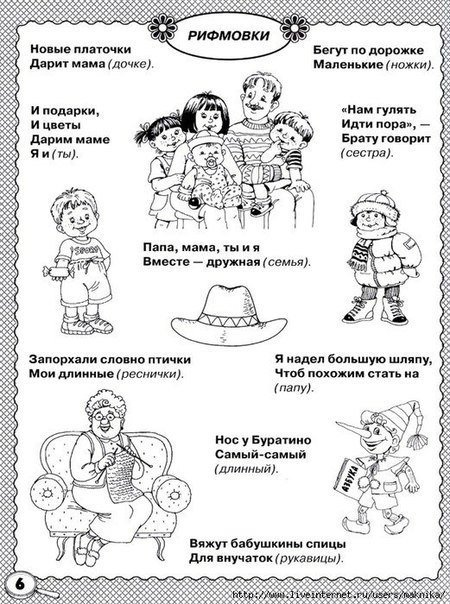 РИФМОВКИ
Новые платочки
Дарит мама (дочке).
Бегут по дорожке
Маленькие (ножки).
И подарки,
И цветы
Дарим маме
Я и (ты).
«Нам гулять
Идти пора», —
Брату говорит
(сестра).
Папа, мама, ты и я
Вместе — дружная (семья).
Запорхали словно птички
Мои длинные (реснички).
Я надел большую шляпу,
Чтоб похожим стать на
(папу).
Нос у Буратино
Самый-самый
(длинный).
АЗБУКА
Вяжут бабушкины спицы
Для внучаток (рукавицы).
6
http://www.liveinternet.ru/users/maknika/